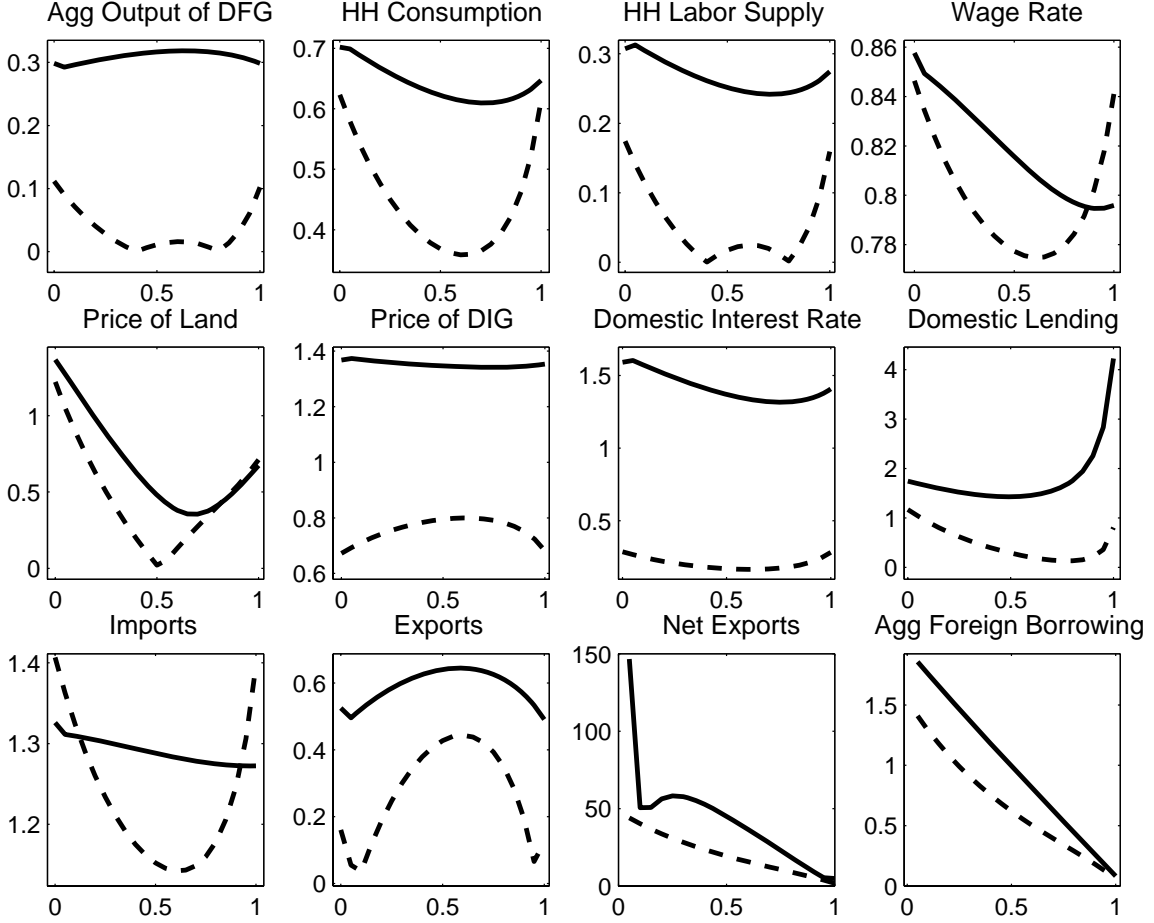 Agg Output of DFG HH Consumption HH Labor Supply Wage Rate
0.3 0.7 0.3 0.86
0.2 0.6 0.2 0.84
0.1 0.5 0.1 0.82
0 0.4 0 0.8
0.78
0 0.5 1 0 0.5 1 0 0.5 1 0 0.5 1
Price of Land Price of DIG Domestic Interest Rate Domestic Lending
1 1.4 1.5 4
0.5 1.2 1 3
0 1 0.5 2
0.8 1
0.6 0
0 0.5 1 0 0.5 1 0 0.5 1 0 0.5 1
Imports Exports Net Exports Agg Foreign Borrowing
1.4 0.6 150 1.5
1.3 0.4 100 1
1.2 0.2 50 0.5
0 0 0
0 0.5 1 0 0.5 1 0 0.5 1 0 0.5 1